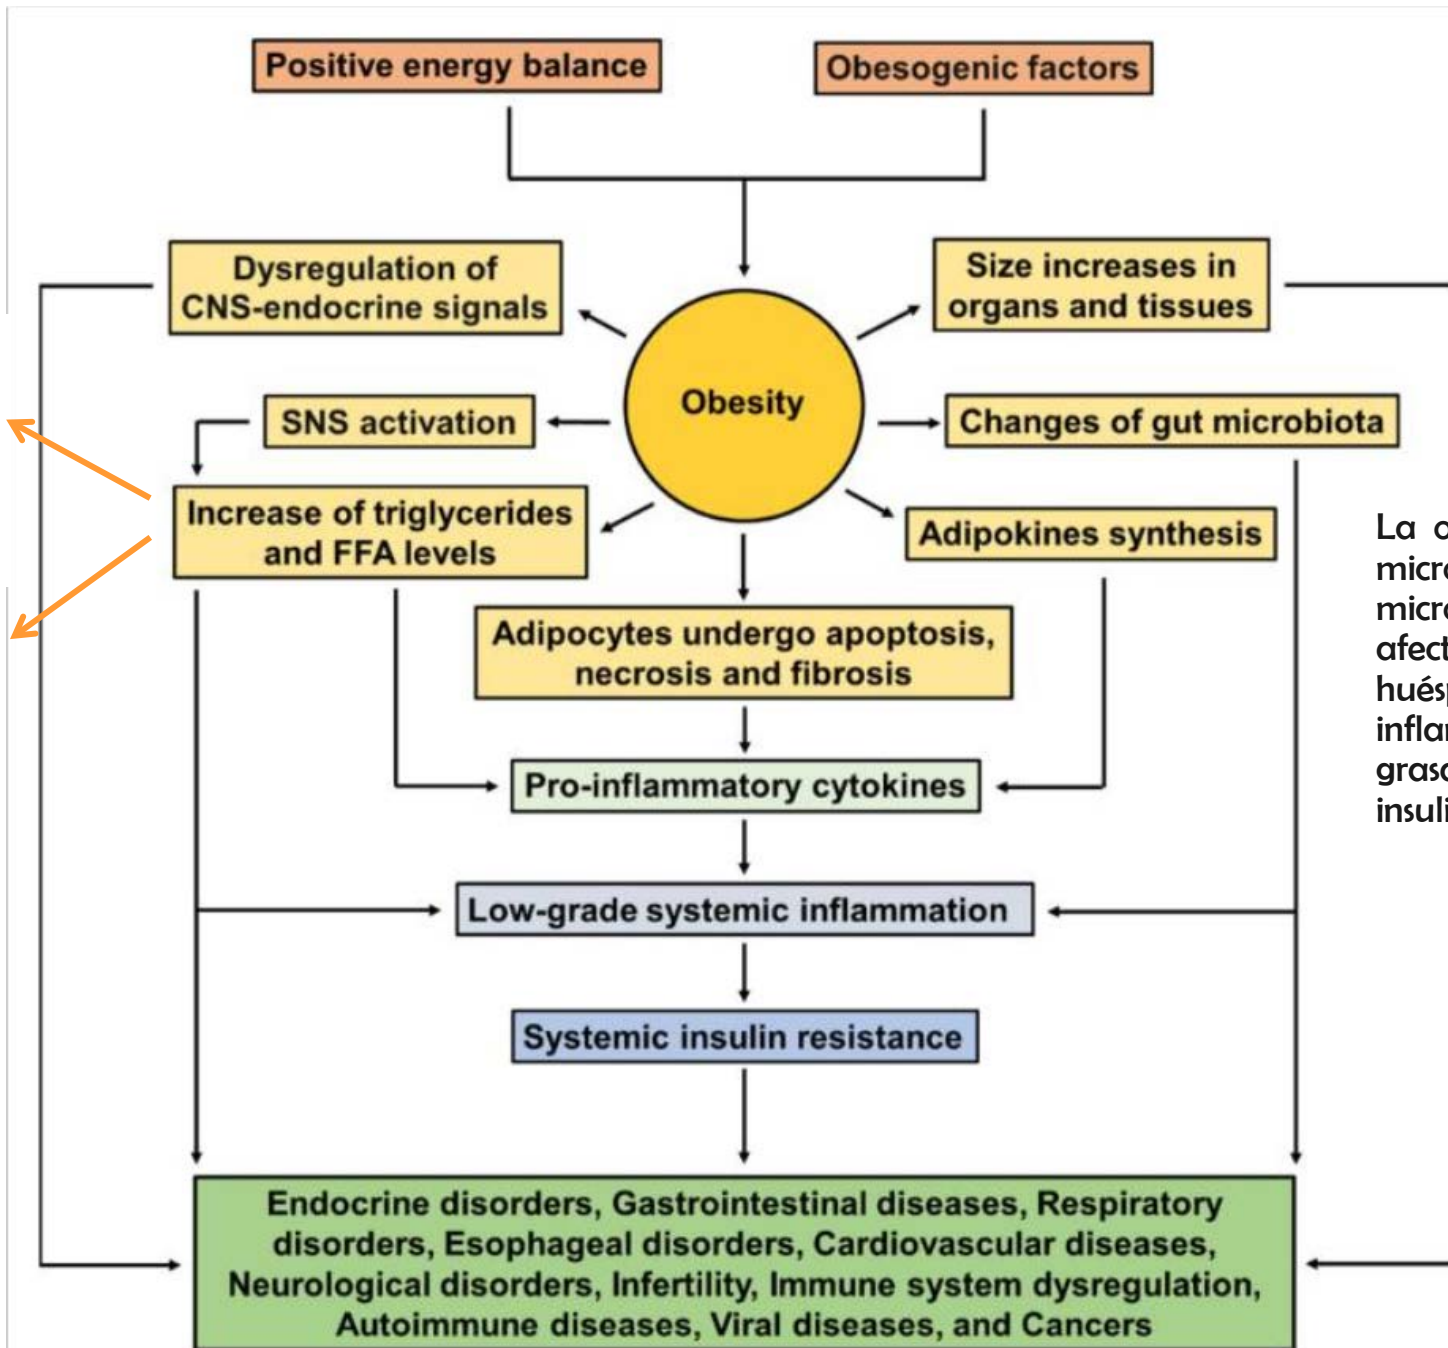 Positive energy balance
Obesogenic factors
Dysregulation of
CNS-endocrine signals
Size increases in
organs and tissues
Obesity
SNS activation
Changes of gut microbiota
Increase of triglycerides
and FFA levels
Adipokines synthesis
Adipocytes undergo apoptosis,
necrosis and fibrosis
Pro-inflammatory cytokines
Low-grade systemic inflammation
Systemic insulin resistance
Endocrine disorders, Gastrointestinal diseases, Respiratory
disorders, Esophageal disorders, Cardiovascular diseases,
Neurological disorders, Infertility, Immune system dysregulation,
Autoimmune diseases, Viral diseases, and Cancers
La